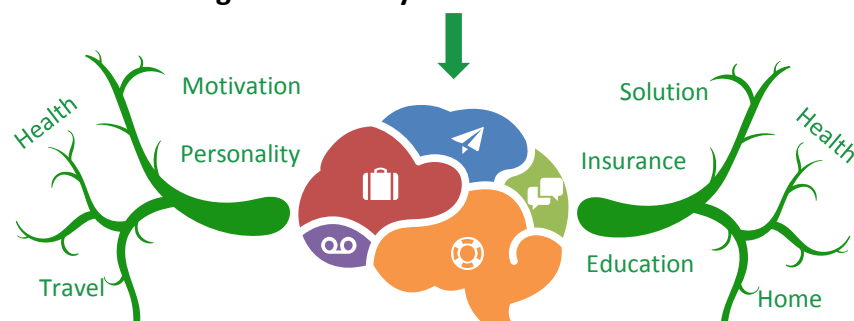 Motivation
Health
Personality
Travel
Solution
Health
Insurance
Education
Home